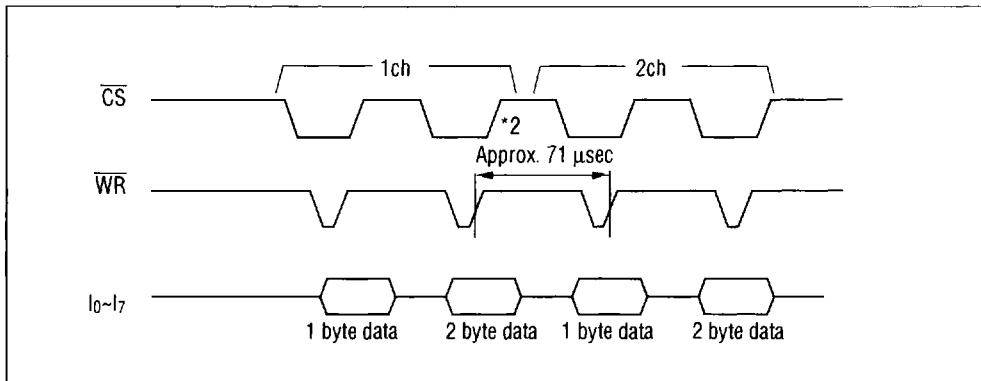 1ch 2ch
CS
*2
Approx. 71 μsec
WR
I0~I7
1 byte data 2 byte data 1 byte data 2 byte data